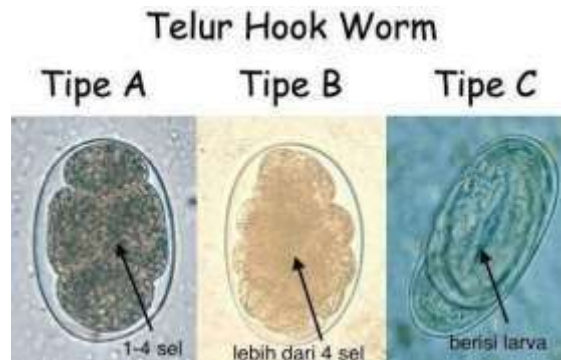 Telur Hook Worm
Tipe A Tipe B Tipe C
1-4 sel lebih dari 4 sel berisi larva